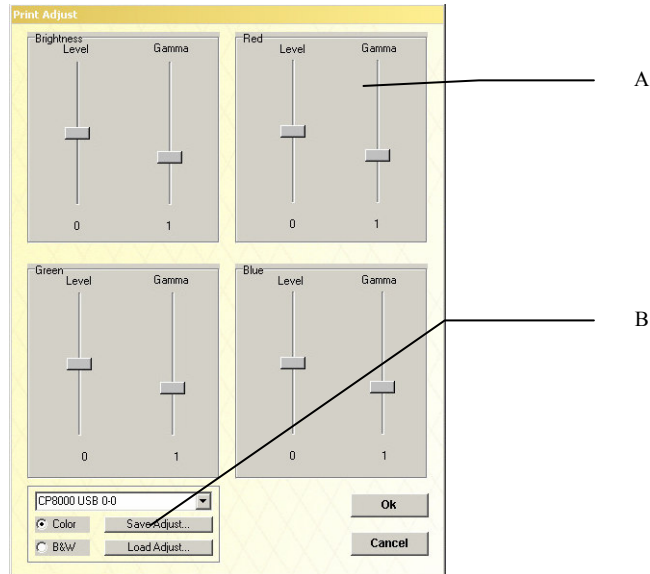 Print Adjust
Brightness
Level Gamma
0 1
Red
Level Gamma
0 1
A
Green
Level Gamma
0 1
Blue
Level Gamma
0 1
B
CP8000 USB 0-0
Color
Save Adjust...
B&W
Load Adjust...
Ok
Cancel